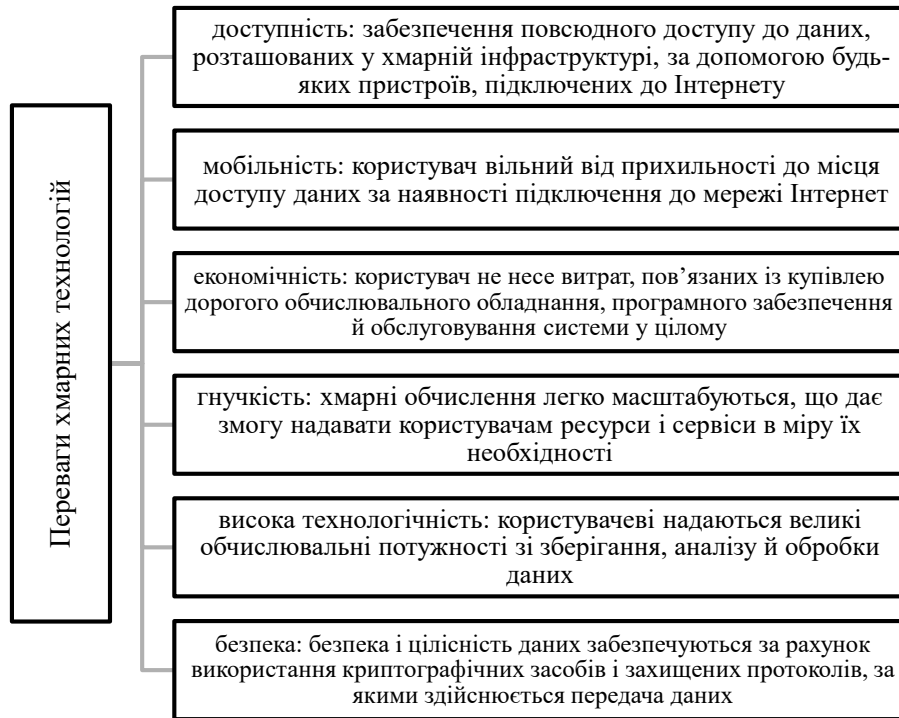 Переваги хмарних технологій
доступність: забезпечення повсюдного доступу до даних,
розташованих у хмарній інфраструктурі, за допомогою будь-
яких пристроїв, підключених до Інтернету
мобільність: користувач вільний від прихильності до місця
доступу даних за наявності підключення до мережі Інтернет
економічність: користувач не несе витрат, пов’язаних із купівлею
дорогого обчислювального обладнання, програмного забезпечення
й обслуговування системи у цілому
гнучкість: хмарні обчислення легко масштабуються, що дає
змогу надавати користувачам ресурси і сервіси в міру їх
необхідності
висока технологічність: користувачеві надаються великі
обчислювальні потужності зі зберігання, аналізу й обробки
даних
безпека: безпека і цілісність даних забезпечуються за рахунок
використання криптографічних засобів і захищених протоколів, за
якими здійснюється передача даних